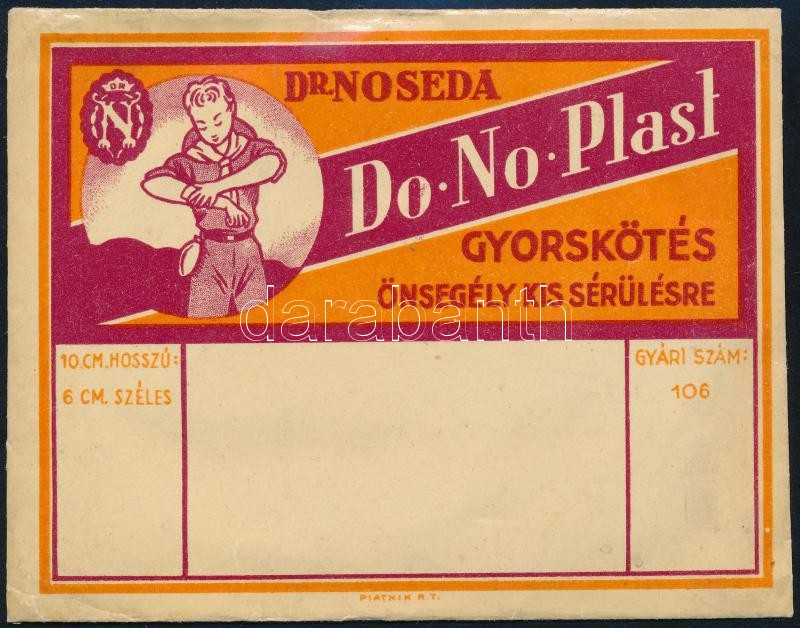 DR
N
DR. NOSEDA
Do·No·Plast
GYORSKÖTÉS
ÖNSEGÉLY KIS SÉRÜLÉSRE
darabanth
10 CM. HOSSZÚ:
6 CM. SZÉLES
GYÁRI SZÁM:
106
PIATNIK R.T.